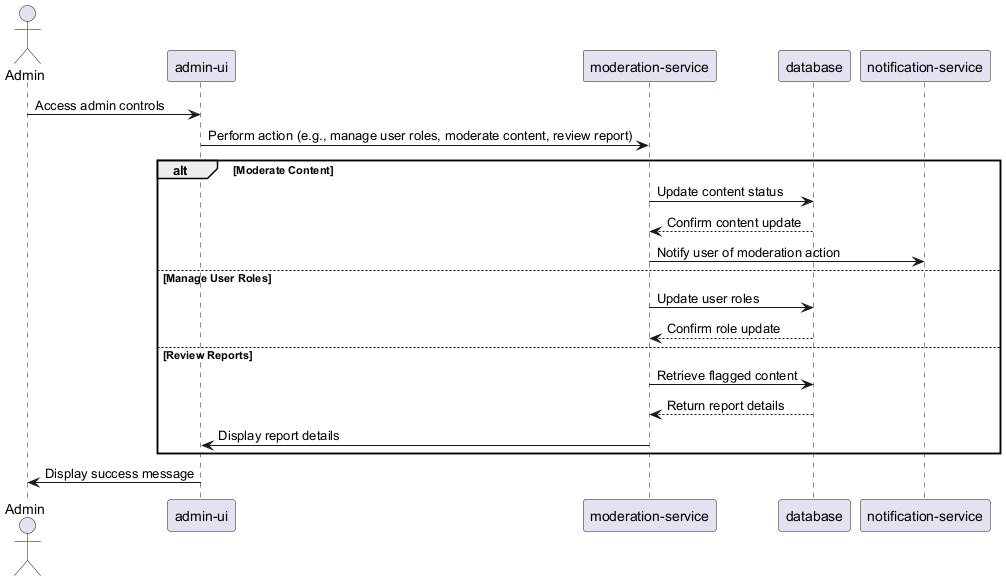 Admin
admin-ui
moderation-service
database
notification-service
Access admin controls
Perform action (e.g., manage user roles, moderate content, review report)
alt
[Moderate Content]
Update content status
Confirm content update
Notify user of moderation action
[Manage User Roles]
Update user roles
Confirm role update
[Review Reports]
Retrieve flagged content
Return report details
Display report details
Display success message
Admin
admin-ui
moderation-service
database
notification-service